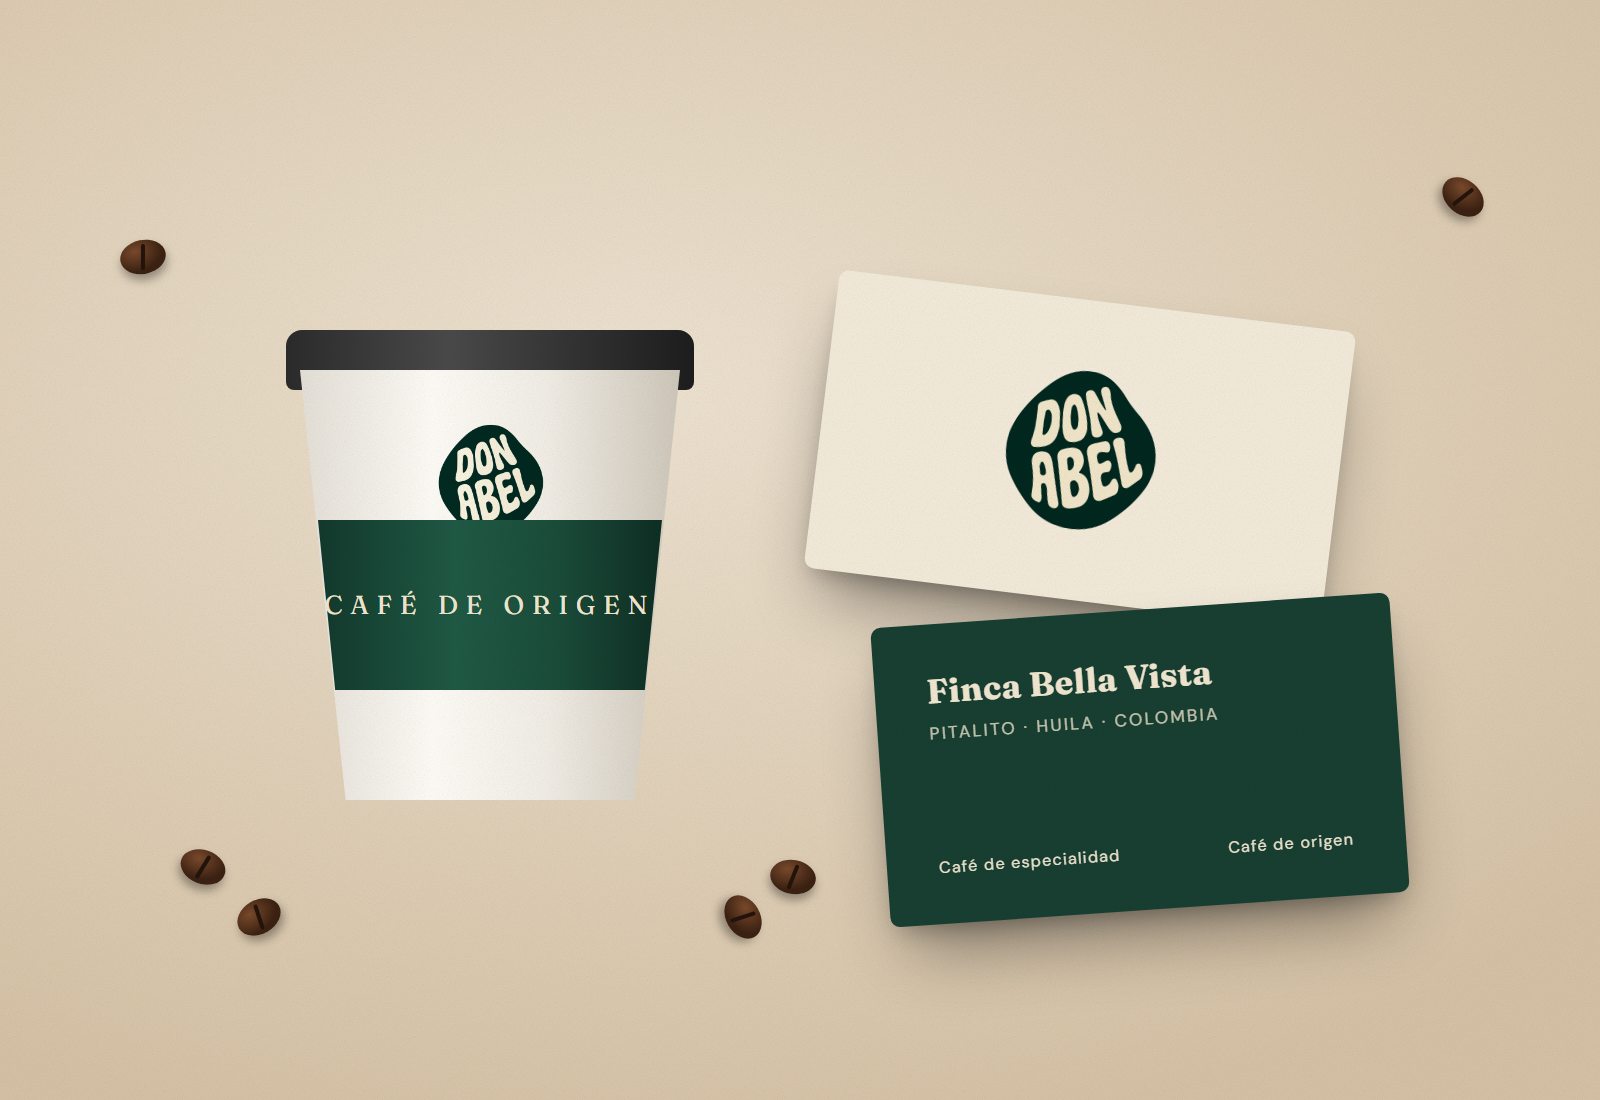 DON
ABEL
CAFÉ DE ORIGEN
DON
ABEL
Finca Bella Vista
PITALITO · HUILA · COLOMBIA
Café de especialidad
Café de origen